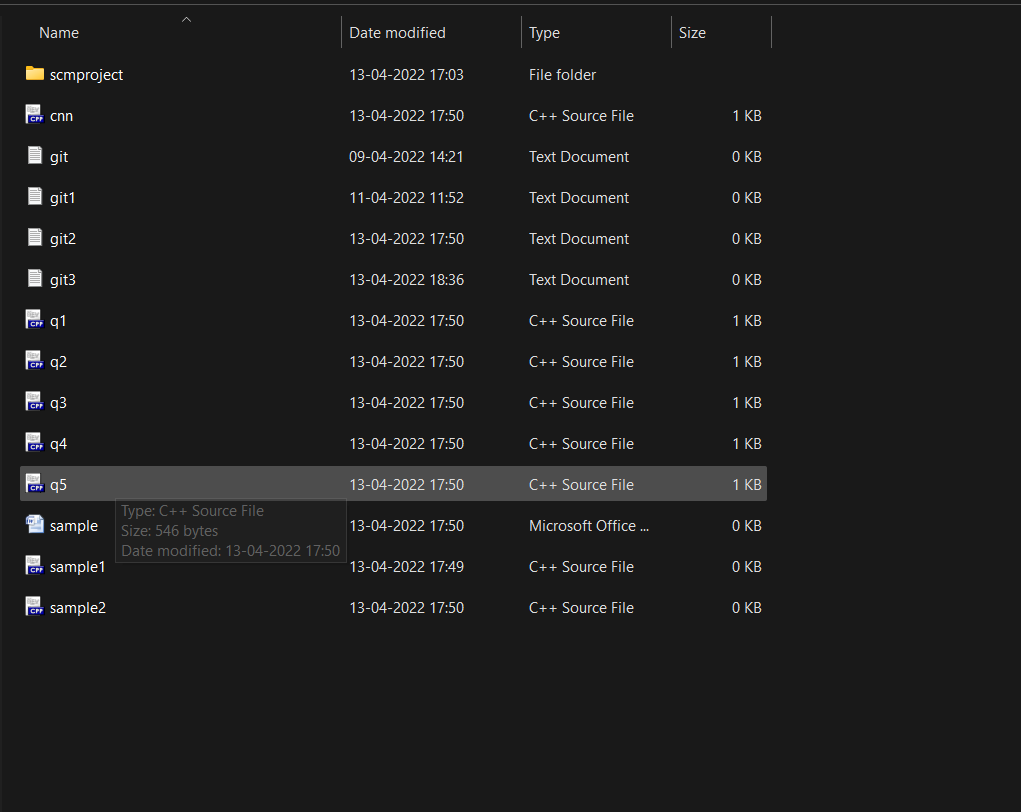 Name Date modified Type Size
scmproject 13-04-2022 17:03 File folder
cnn 13-04-2022 17:50 C++ Source File 1 KB
git 09-04-2022 14:21 Text Document 0 KB
git1 11-04-2022 11:52 Text Document 0 KB
git2 13-04-2022 17:50 Text Document 0 KB
git3 13-04-2022 18:36 Text Document 0 KB
q1 13-04-2022 17:50 C++ Source File 1 KB
q2 13-04-2022 17:50 C++ Source File 1 KB
q3 13-04-2022 17:50 C++ Source File 1 KB
q4 13-04-2022 17:50 C++ Source File 1 KB
q5 13-04-2022 17:50 C++ Source File 1 KB
Type: C++ Source File
Size: 546 bytes
Date modified: 13-04-2022 17:50
sample 13-04-2022 17:50 Microsoft Office ... 0 KB
sample1 13-04-2022 17:49 C++ Source File 0 KB
sample2 13-04-2022 17:50 C++ Source File 0 KB